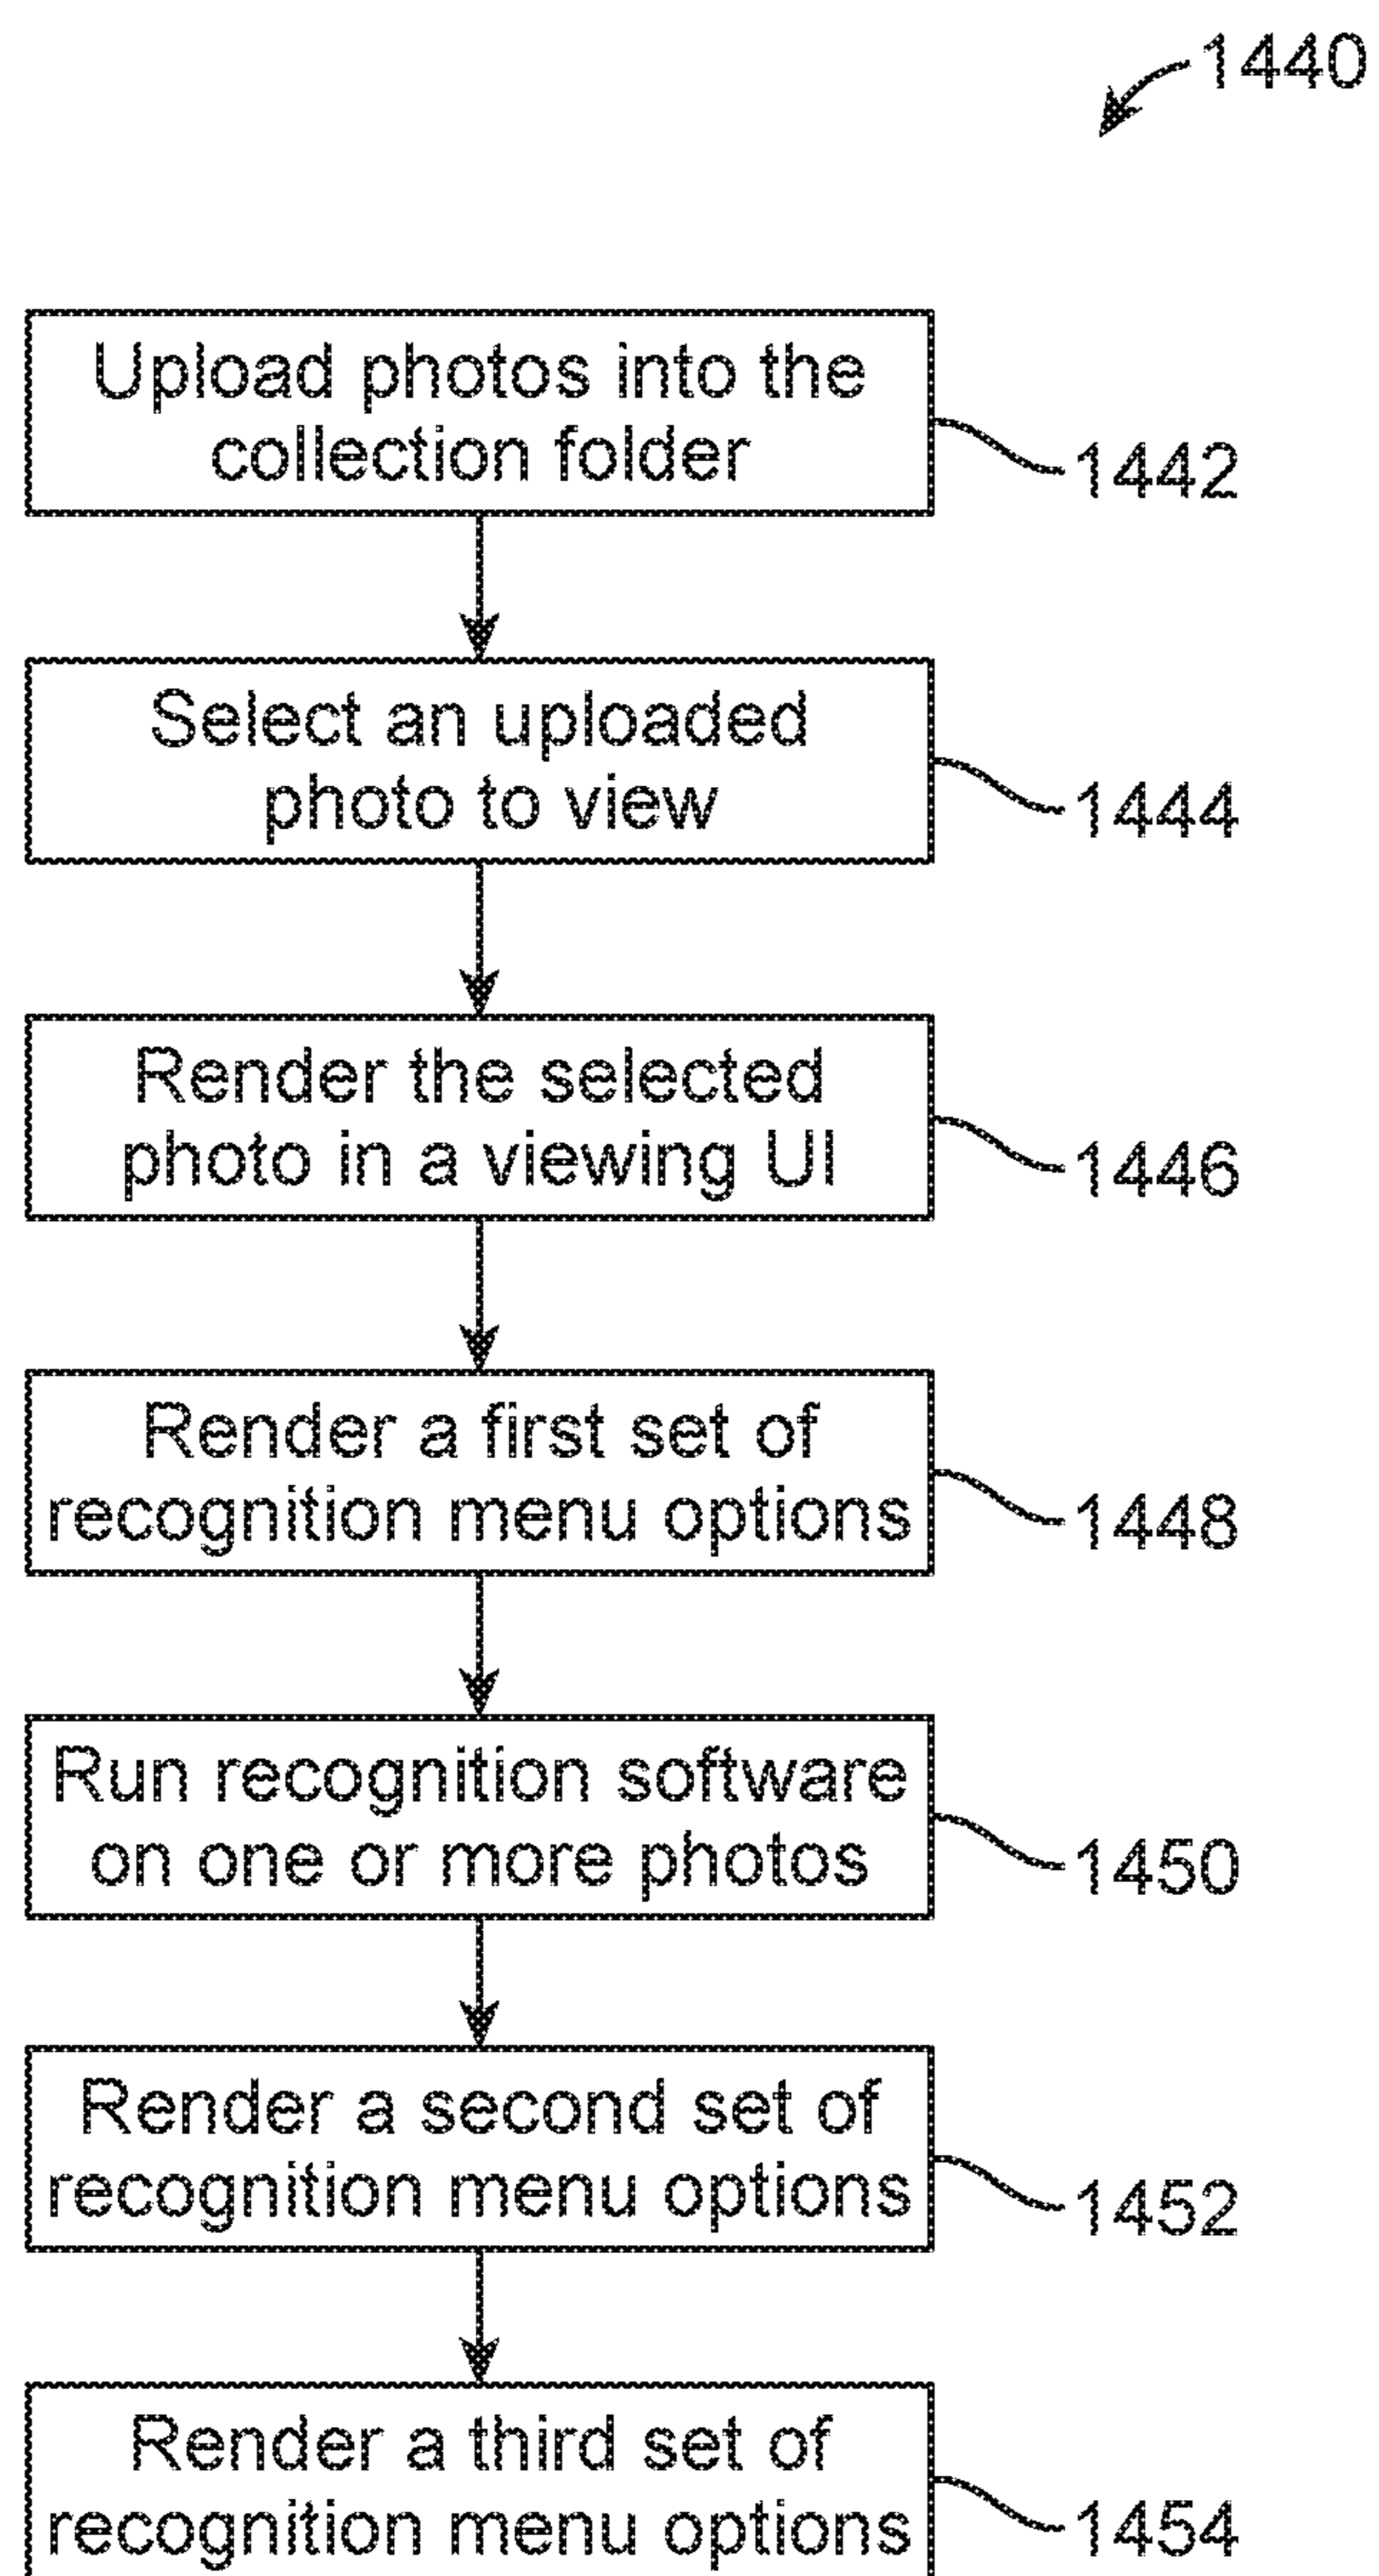 1440
Upload photos into the
collection folder
1442
Select an uploaded
photo to view
1444
Render the selected
photo in a viewing UI
1446
Render a first set of
recognition menu options
1448
Run recognition software
on one or more photos
1450
Render a second set of
recognition menu options
1452
Render a third set of
recognition menu options
1454